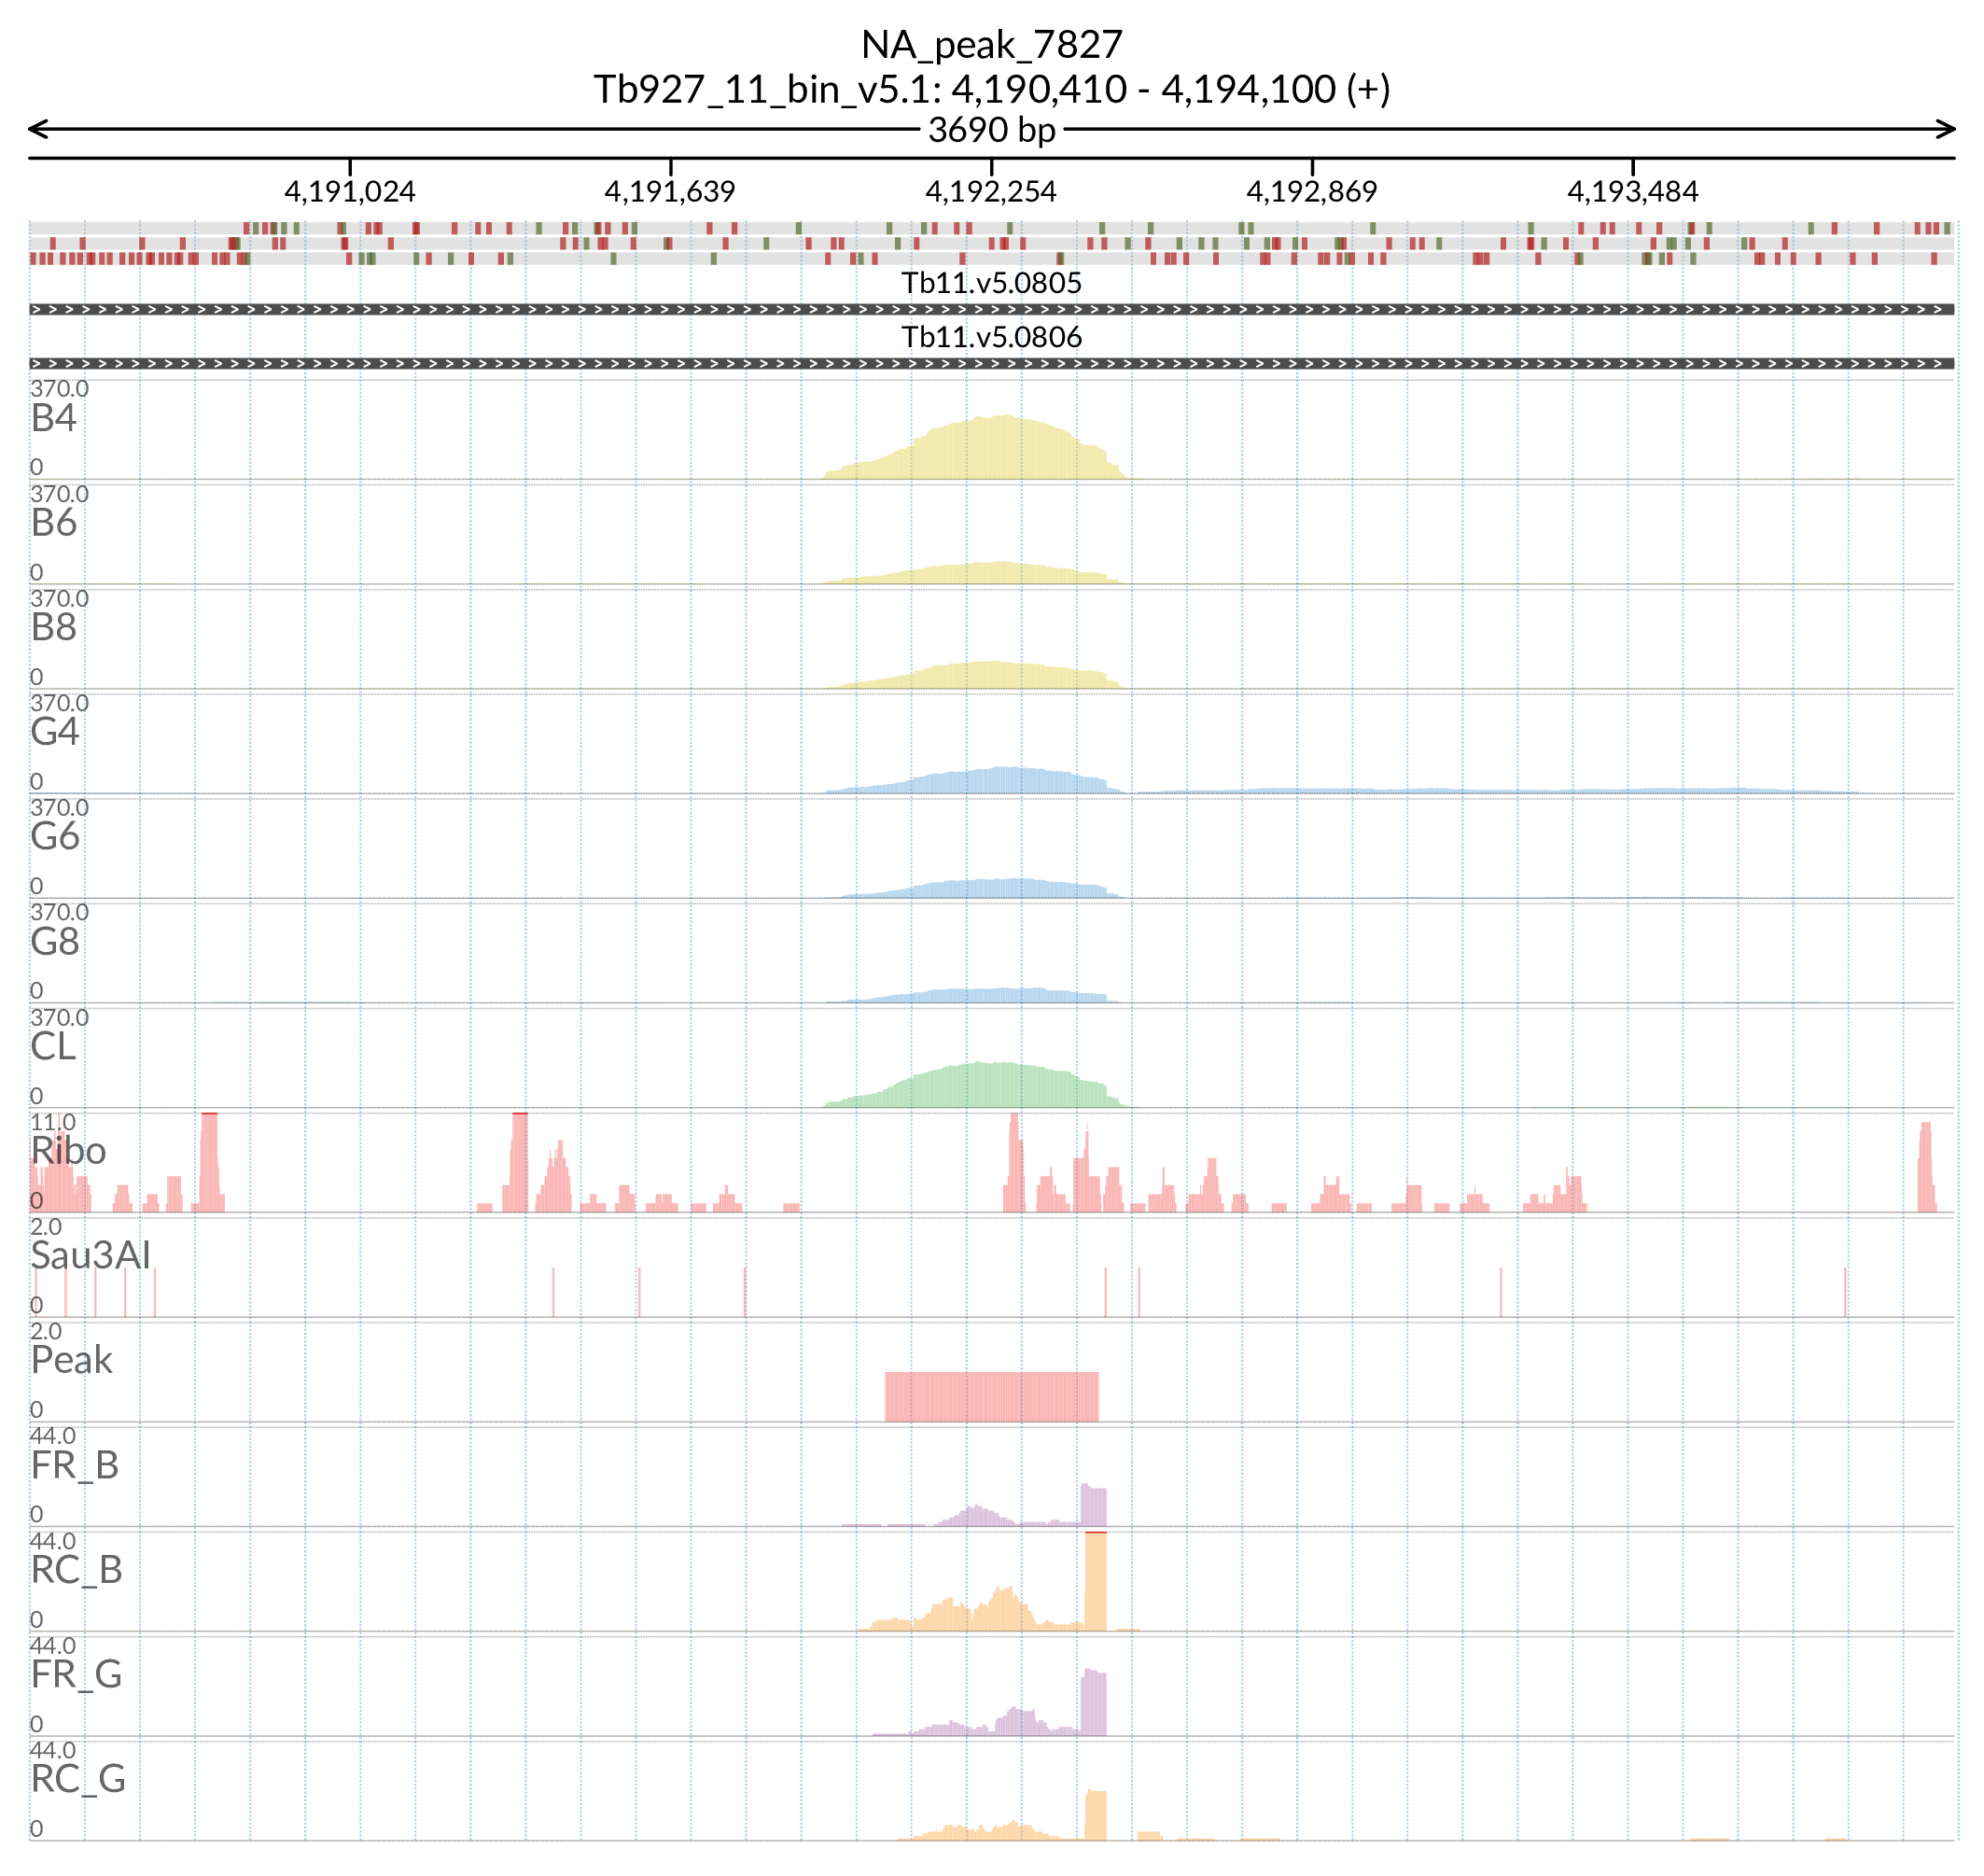 NA_peak_7827
Tb927_11_bin_v5.1: 4,190,410 - 4,194,100 (+)
3690 bp
4,191,024 4,191,639 4,192,254 4,192,869 4,193,484
Tb11.v5.0805
Tb11.v5.0806
370.0
B4
0
370.0
B6
0
370.0
B8
0
370.0
G4
0
370.0
G6
0
370.0
G8
0
370.0
CL
0
11.0
Ribo
0
2.0
Sau3AI
0
2.0
Peak
0
44.0
FR_B
0
44.0
RC_B
0
44.0
FR_G
0
44.0
RC_G
0